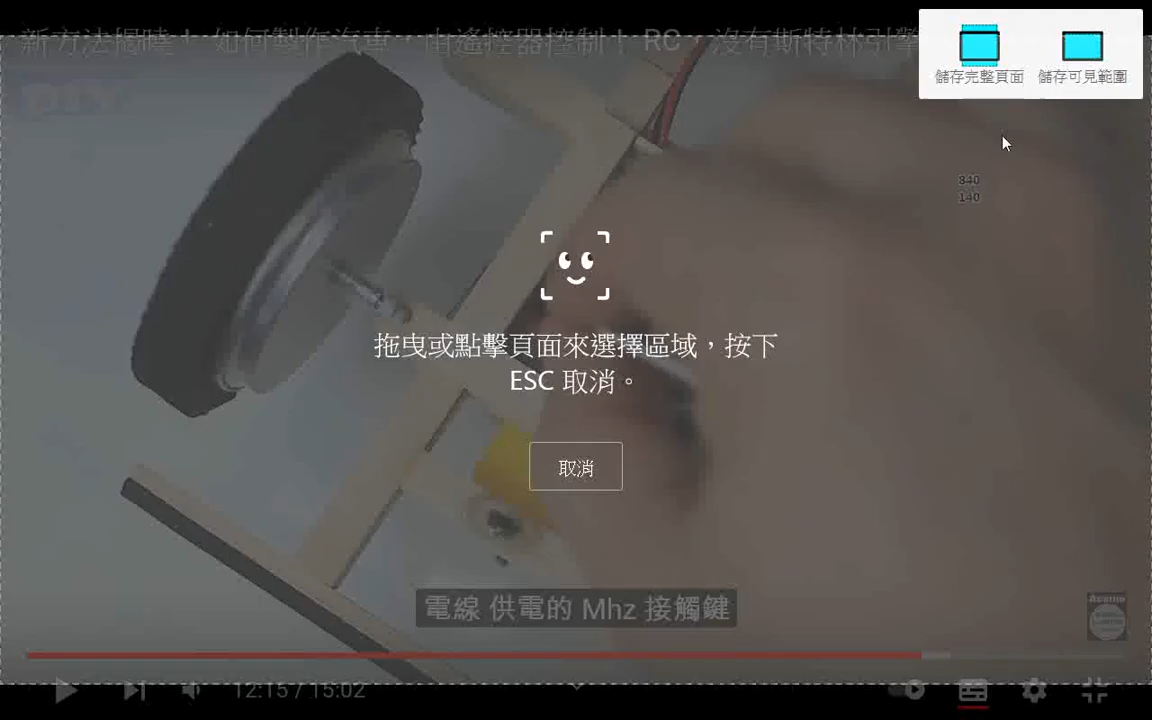 新方法揭曉！ 如何製作汽車，由遙控器控制！ RC，沒有斯特林引擎
儲存完整頁面
儲存可見範圍
DIY
840
140
拖曳或點擊頁面來選擇區域，按下
ESC 取消。
取消
電線 供電的 Mhz 接觸鍵
12:15 / 15:02